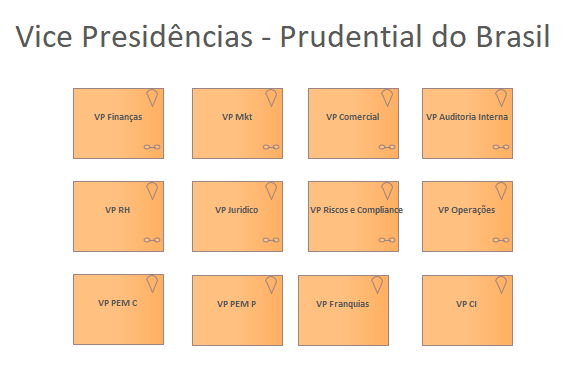 Vice Presidências - Prudential do Brasil
VP Finanças
VP Mkt
VP Comercial
VP Auditoria Interna
VP RH
VP Juridico
VP Riscos e Compliance
VP Operações
VP PEM C
VP PEM P
VP Franquias
VP CI